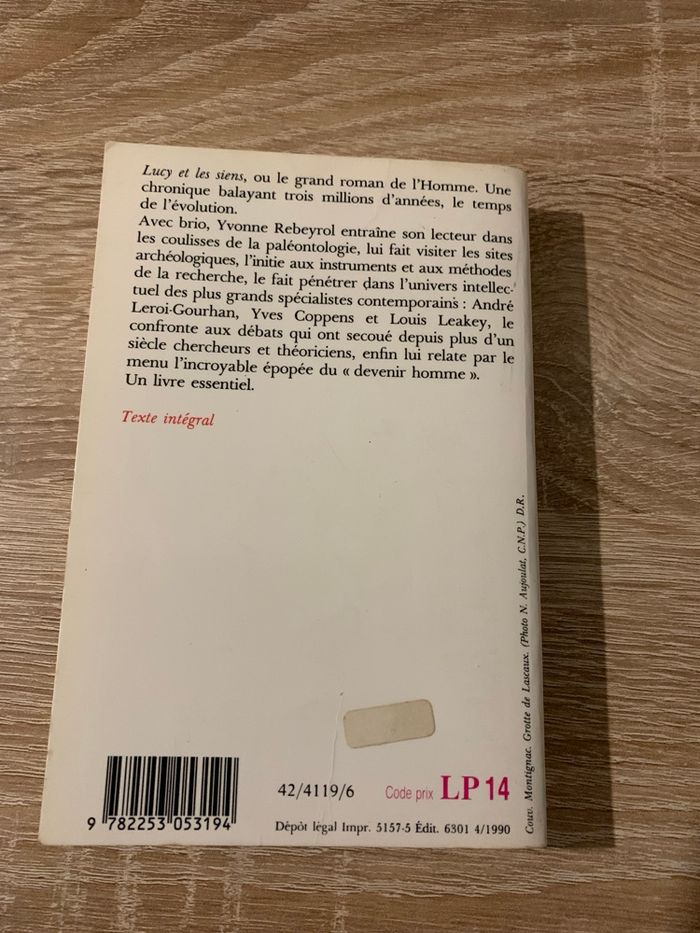 Lucy et les siens, ou le grand roman de l'Homme. Une
chronique balayant trois millions d'années, le temps
de l'évolution.
Avec brio, Yvonne Rebeyrol entraîne son lecteur dans
les coulisses de la paléontologie, lui fait visiter les sites
archéologiques, l'initie aux instruments et aux méthodes
de la recherche, le fait pénétrer dans l'univers intellec-
tuel des plus grands spécialistes contemporains : André
Leroi-Gourhan, Yves Coppens et Louis Leakey, le
confronte aux débats qui ont secoué depuis plus d'un
siècle chercheurs et théoriciens, enfin lui relate par le
menu l'incroyable épopée du « devenir homme ».
Un livre essentiel.
Texte intégral
Couv. Montignac. Grotte de Lascaux. (Photo N. Aujoulat, C.N.P.) D.R.
42/4119/6 Code prix LP 14
9 782253 053194
Dépôt légal Impr. 5157-5 Édit. 6301 4/1990